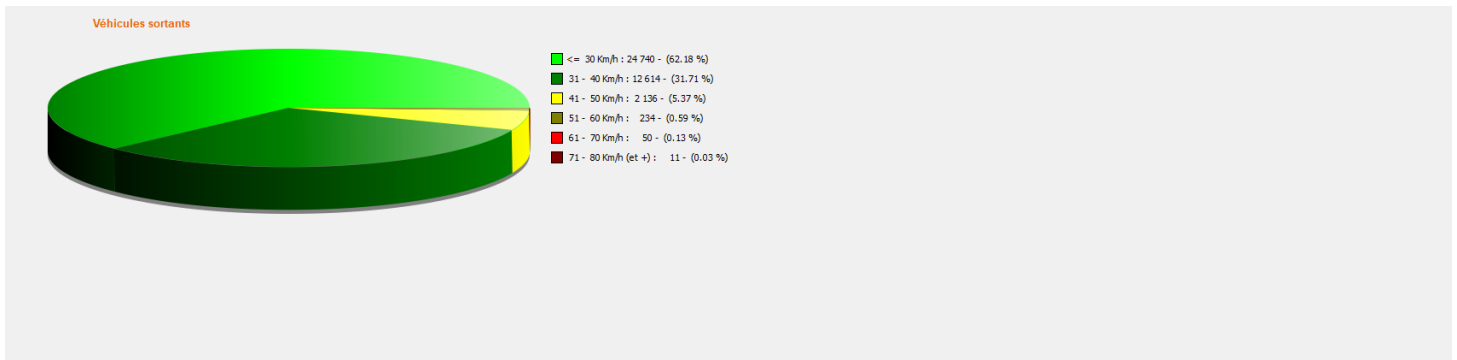 Véhicules sortants
<= 30 Km/h : 24 740 - (62.18 %)
31 - 40 Km/h : 12 614 - (31.71 %)
41 - 50 Km/h : 2 136 - (5.37 %)
51 - 60 Km/h : 234 - (0.59 %)
61 - 70 Km/h : 50 - (0.13 %)
71 - 80 Km/h (et +) : 11 - (0.03 %)